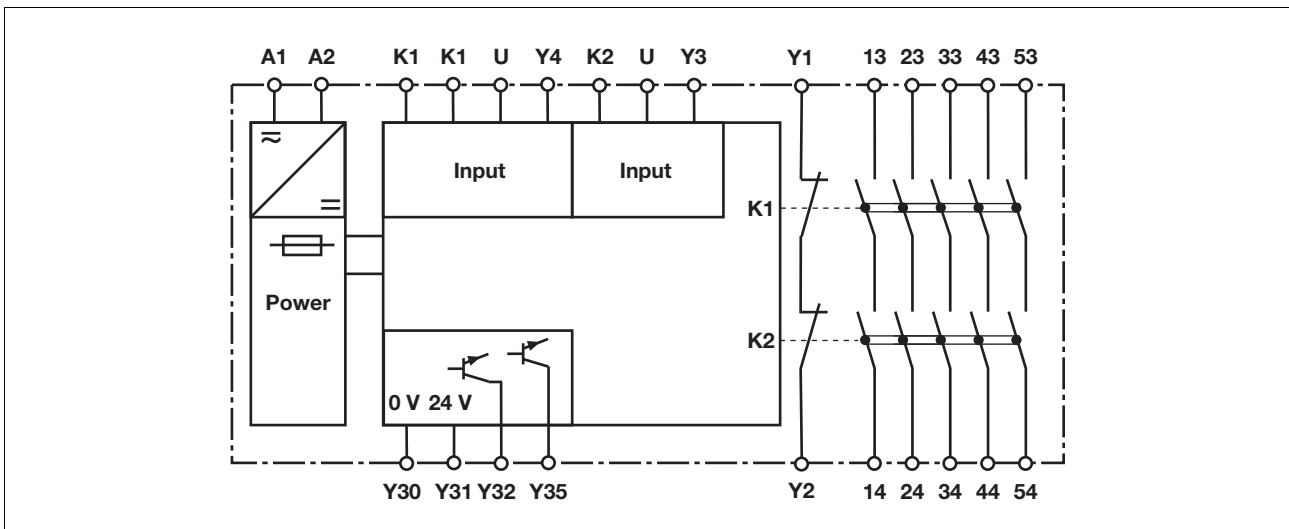 A1 A2 K1 K1 U Y4 K2 U Y3 Y1 13 23 33 43 53
Input Input
K1
Power
K2
0 V 24 V
Y30 Y31 Y32 Y35 Y2 14 24 34 44 54